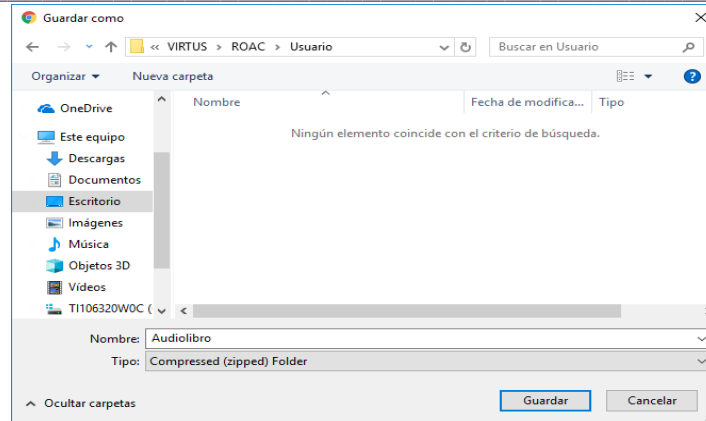 Guardar como
« VIRTUS > ROAC > Usuario
Buscar en Usuario
Organizar
Nueva carpeta
Nombre
Fecha de modifica...
Tipo
OneDrive
Este equipo
Descargas
Documentos
Escritorio
Imágenes
Música
Objetos 3D
Vídeos
TI106320W0C (
Ningún elemento coincide con el criterio de búsqueda.
Nombre: Audiolibro
Tipo: Compressed (zipped) Folder
Ocultar carpetas
Guardar
Cancelar